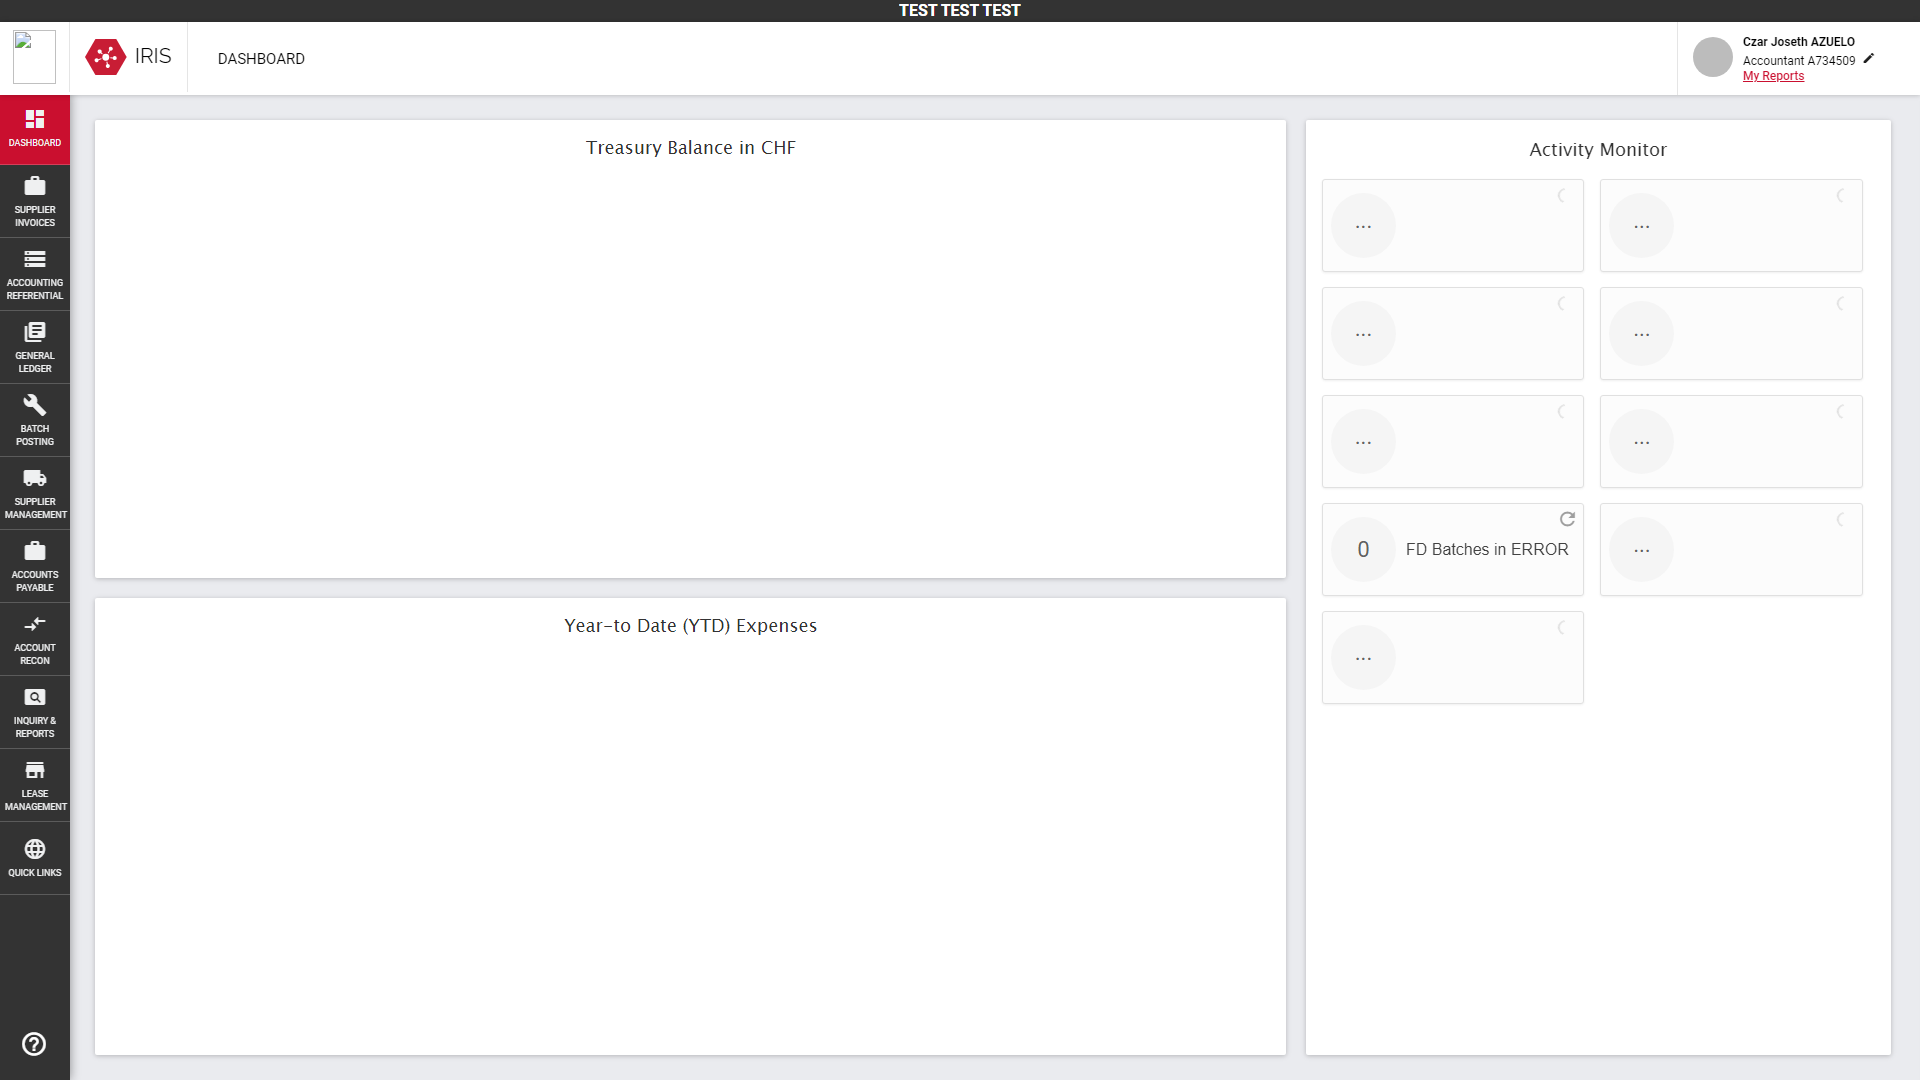 TEST TEST TEST
IRIS
DASHBOARD
Czar Joseth AZUELO
Accountant A734509
My Reports
DASHBOARD
SUPPLIER
INVOICES
ACCOUNTING
REFERENTIAL
GENERAL
LEDGER
BATCH
POSTING
SUPPLIER
MANAGEMENT
ACCOUNTS
PAYABLE
ACCOUNT
RECON
INQUIRY &
REPORTS
LEASE
MANAGEMENT
QUICK LINKS
Treasury Balance in CHF
Year-to Date (YTD) Expenses
Activity Monitor
...
...
...
...
...
...
0 FD Batches in ERROR
...
...